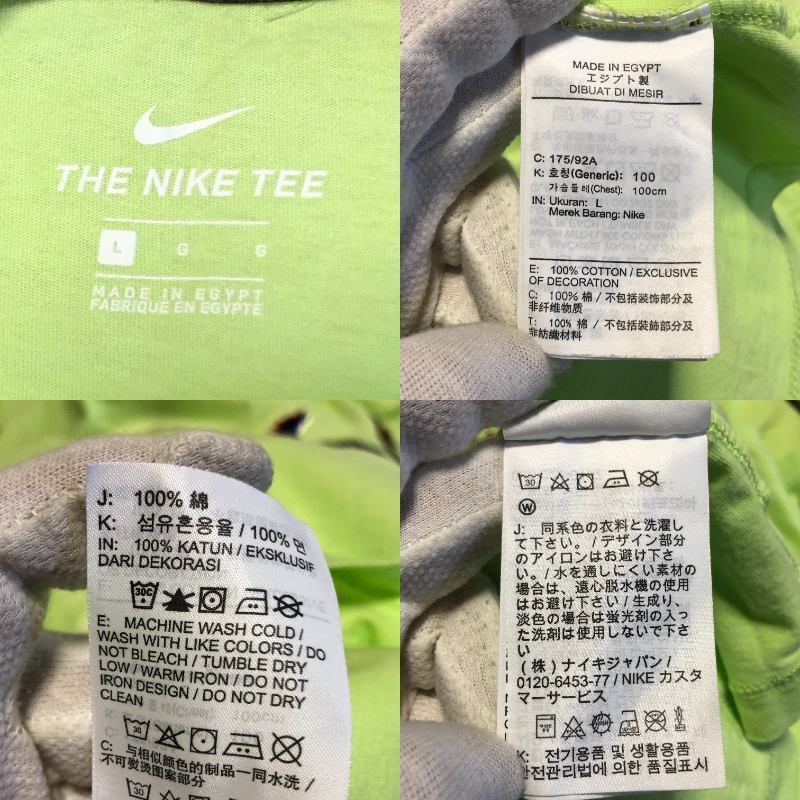 THE NIKE TEE
L G G
MADE IN EGYPT
FABRIQUÉ EN EGYPTE
MADE IN EGYPT
エジプト製
DIBUAT DI MESIR
C: 175/92A
K: 호칭(Generic): 100
가슴둘레(Chest): 100cm
IN: Ukuran: L
Merek Barang: Nike
E: 100% COTTON / EXCLUSIVE
OF DECORATION
C: 100% 棉 / 不包括装饰部分及
非纤维物质
T: 100% 棉 / 不包括裝飾部分及
非紡織材料
J: 100% 綿
K: 섬유혼용율 / 100% 면
IN: 100% KATUN / EKSKLUSIF
DARI DEKORASI
30C
E: MACHINE WASH COLD /
WASH WITH LIKE COLORS / DO
NOT BLEACH / TUMBLE DRY
LOW / WARM IRON / DO NOT
IRON DESIGN / DO NOT DRY
CLEAN
30
C: 与相似颜色的制品一同水洗 /
不可熨烫图案部分
30
30
W
J: 同系色の衣料と洗濯し
て下さい。 / デザイン部分
のアイロンはお避け下さ
い。 / 水を通しにくい素材の
場合は、遠心脱水機の使用
はお避け下さい / 生成り、
淡色の場合は蛍光剤の入っ
た洗剤は使用しないで下さ
い
(株) ナイキジャパン /
0120-6453-77 / NIKE カスタ
マーサービス
K: 전기용품 및 생활용품
안전관리법에 의한 품질표시